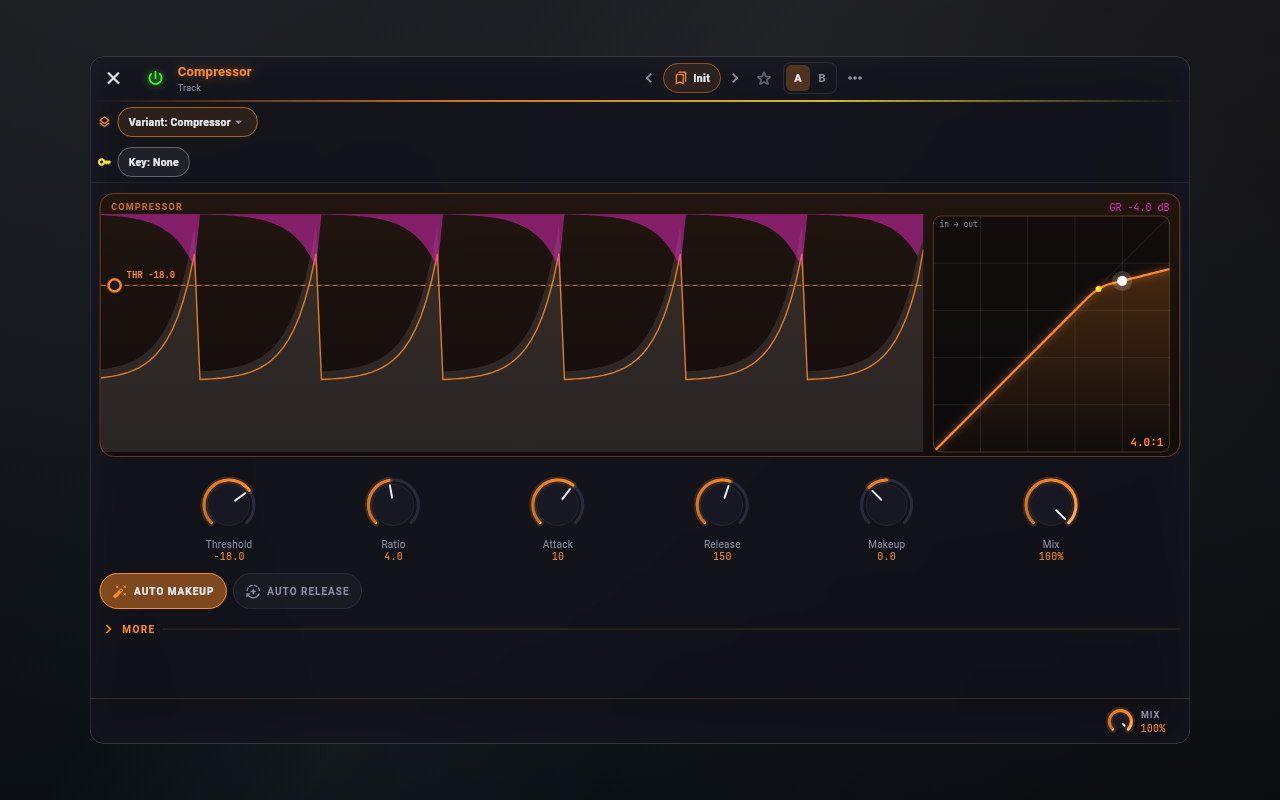 Compressor
Track
Init
A B
Variant: Compressor
Key: None
COMPRESSOR
GR -4.0 dB
THR -18.0
in → out
4.0:1
Threshold Ratio Attack Release Makeup Mix
-18.0 4.0 10 150 0.0 100%
AUTO MAKEUP AUTO RELEASE
MORE
MIX
100%